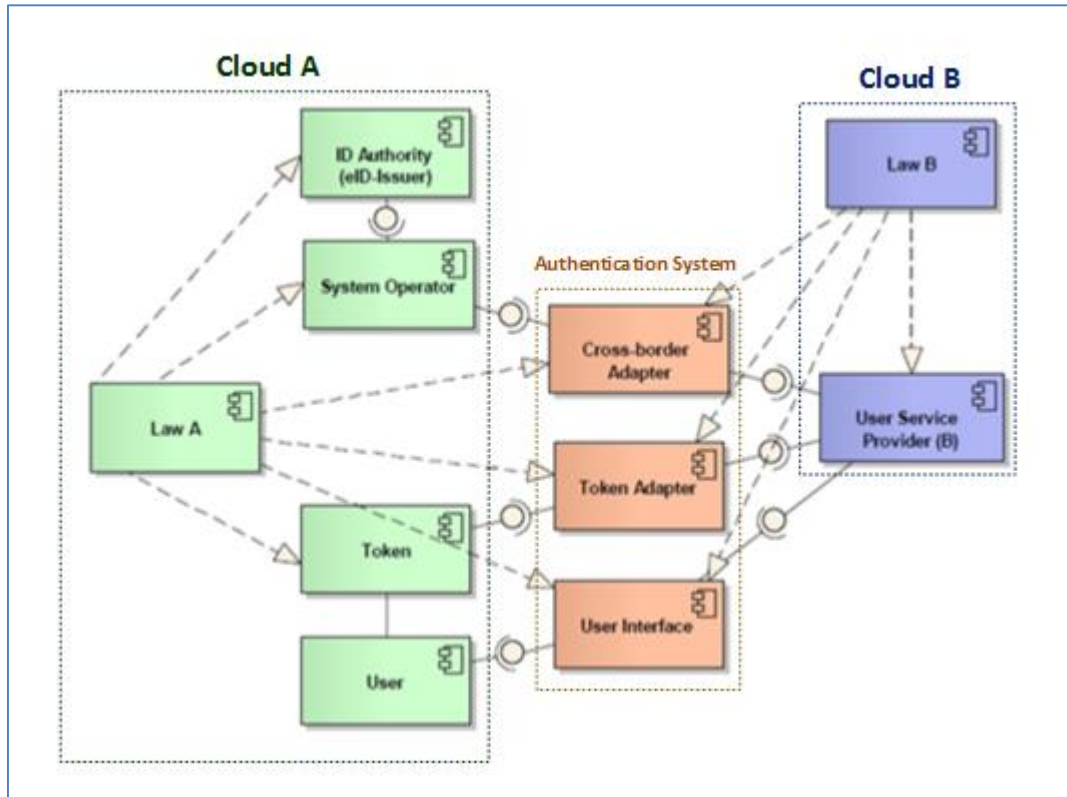 Cloud A
Cloud B
ID Authority
(eID-Issuer)
Law B
System Operator
Authentication System
Cross-border
Adapter
Law A
User Service
Provider (B)
Token Adapter
Token
User Interface
User